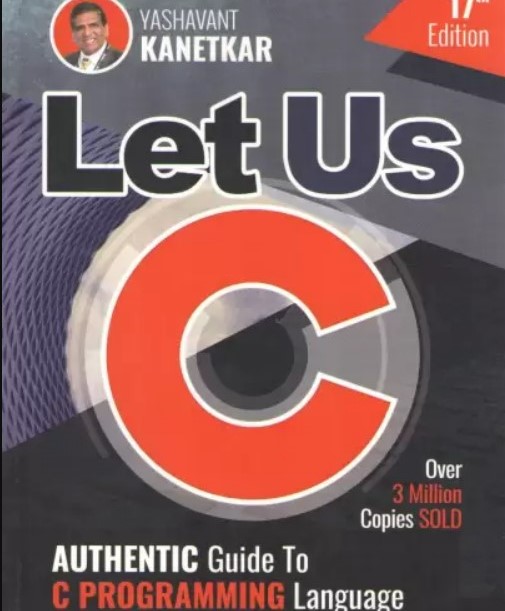 YASHAVANT
KANETKAR
17th
Edition
Let Us
C
Over
3 Million
Copies SOLD
AUTHENTIC Guide To
C PROGRAMMING Language